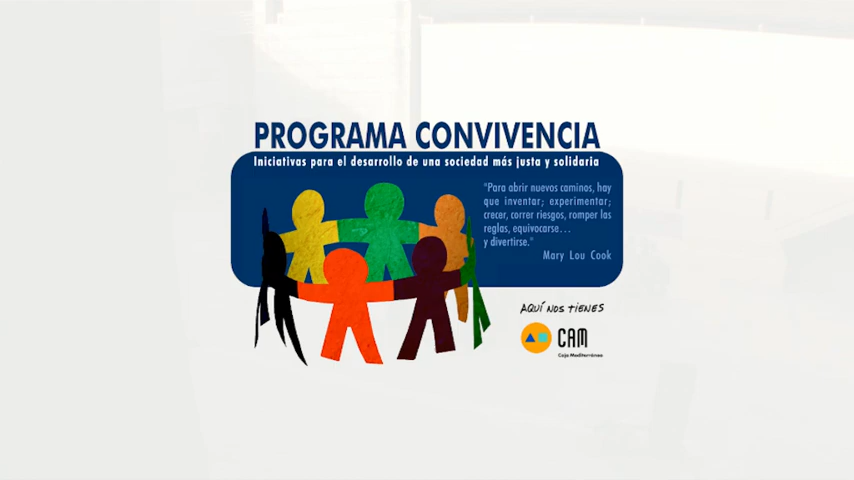 PROGRAMA CONVIVENCIA
Iniciativas para el desarrollo de una sociedad más justa y solidaria
"Para abrir nuevos caminos, hay
que inventar; experimentar;
crecer, correr riesgos, romper las
reglas, equivocarse...
y divertirse."
Mary Lou Cook
AQUÍ NOS TIENES
CAM
Caja Mediterráneo